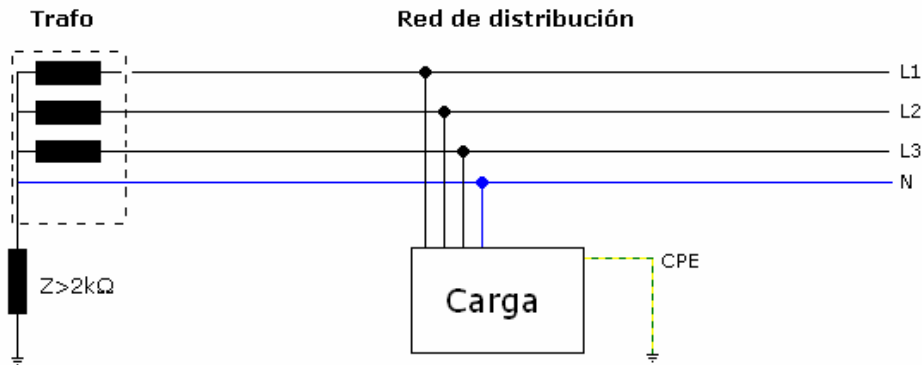 Trafo
Red de distribución
L1
L2
L3
N
Z>2kΩ
Carga
CPE